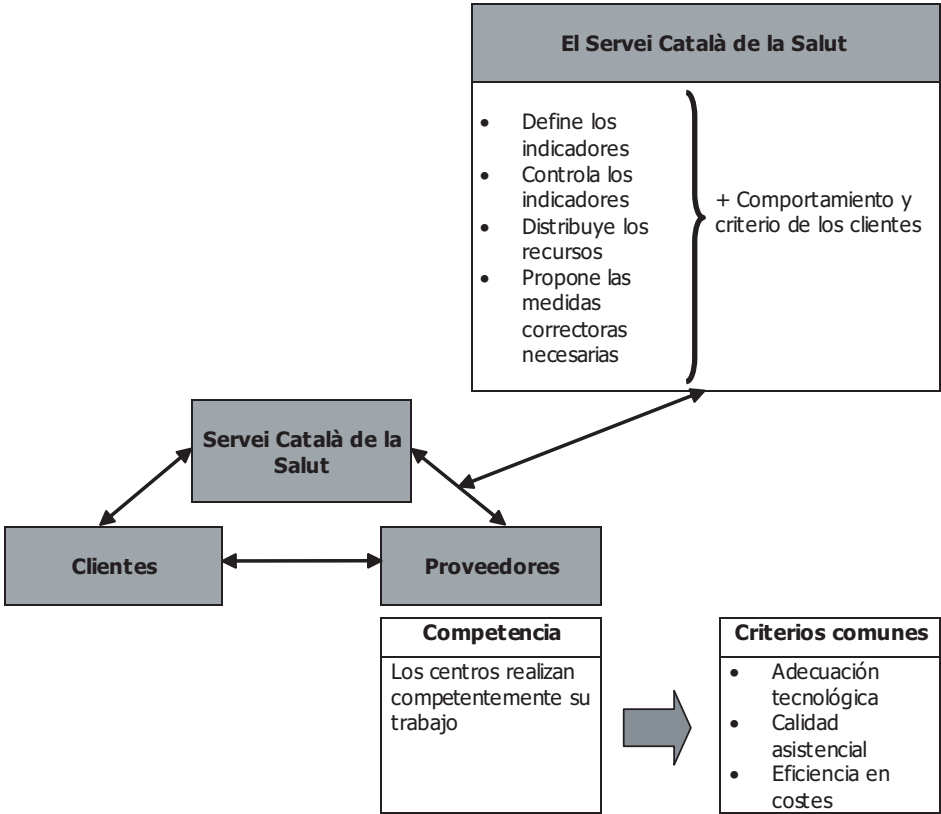 El Servei Català de la Salut
• Define los
indicadores
• Controla los
indicadores
• Distribuye los
recursos
• Propone las
medidas
correctoras
necesarias
+ Comportamiento y
criterio de los clientes
Servei Català de la
Salut
Clientes
Proveedores
Competencia
Los centros realizan
competentemente su
trabajo
Criterios comunes
• Adecuación
tecnológica
• Calidad
asistencial
• Eficiencia en
costes